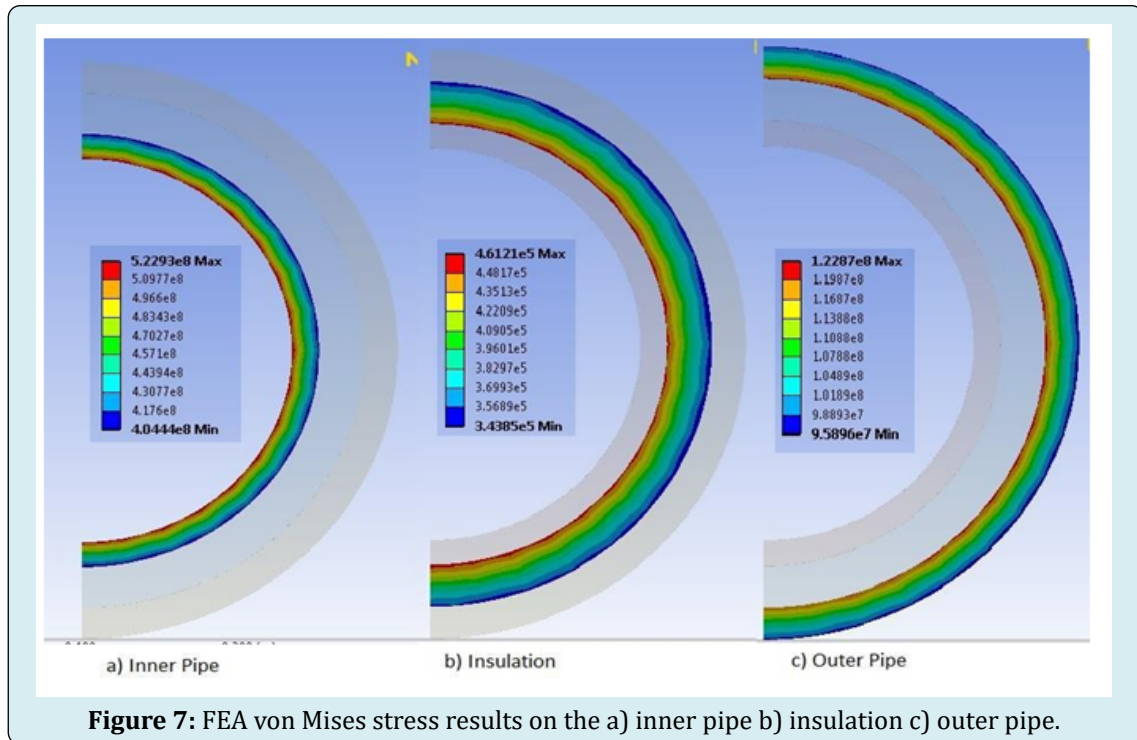 5.2293e8 Max
5.0977e8
4.966e8
4.8343e8
4.7027e8
4.571e8
4.4394e8
4.3077e8
4.176e8
4.0444e8 Min
4.6121e5 Max
4.4817e5
4.3513e5
4.2209e5
4.0905e5
3.9601e5
3.8297e5
3.6993e5
3.5689e5
3.4385e5 Min
1.2287e8 Max
1.1987e8
1.1687e8
1.1388e8
1.1088e8
1.0788e8
1.0489e8
1.0189e8
9.8893e7
9.5896e7 Min
a) Inner Pipe
b) Insulation
c) Outer Pipe
Figure 7: FEA von Mises stress results on the a) inner pipe b) insulation c) outer pipe.